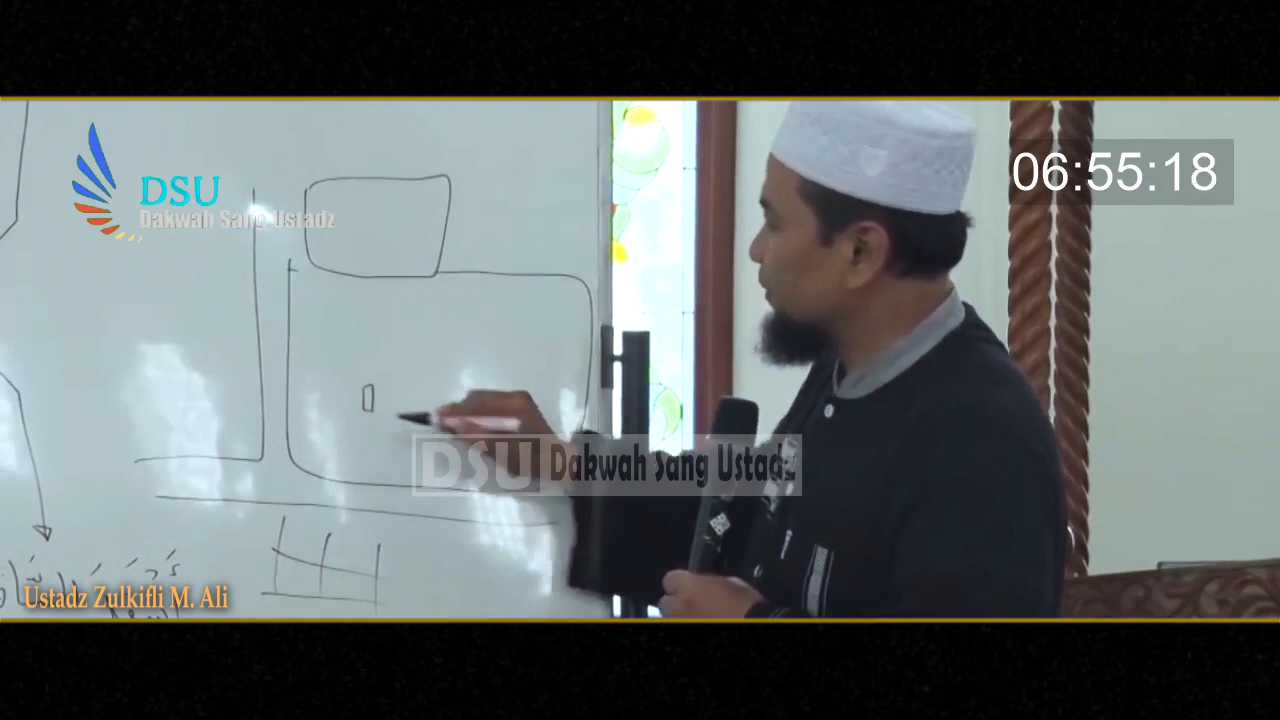 DSU
Dakwah Sang Ustadz
06:55:18
DSU Dakwah Sang Ustadz
Ustadz Zulkifli M. Ali